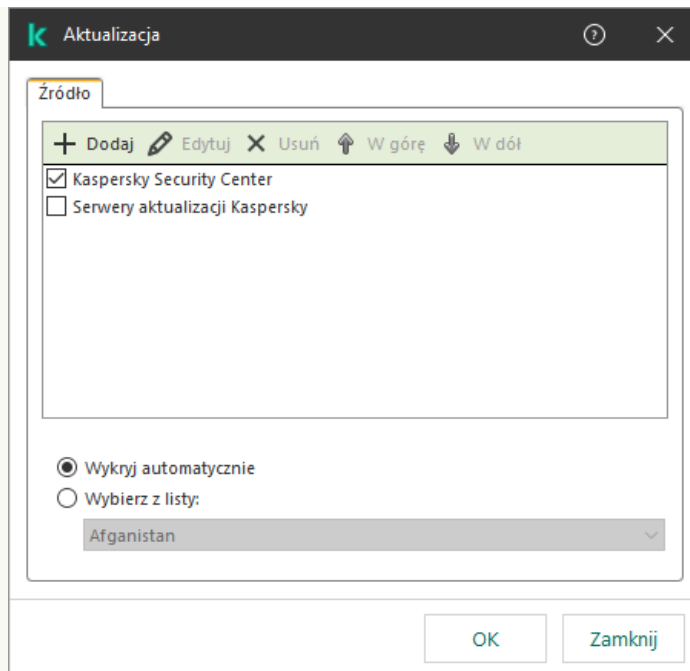 Aktualizacja
Źródło
Dodaj Edytuj Usuń W górę W dół
Kaspersky Security Center
Serwery aktualizacji Kaspersky
Wykryj automatycznie
Wybierz z listy:
Afganistan
OK Zamknij